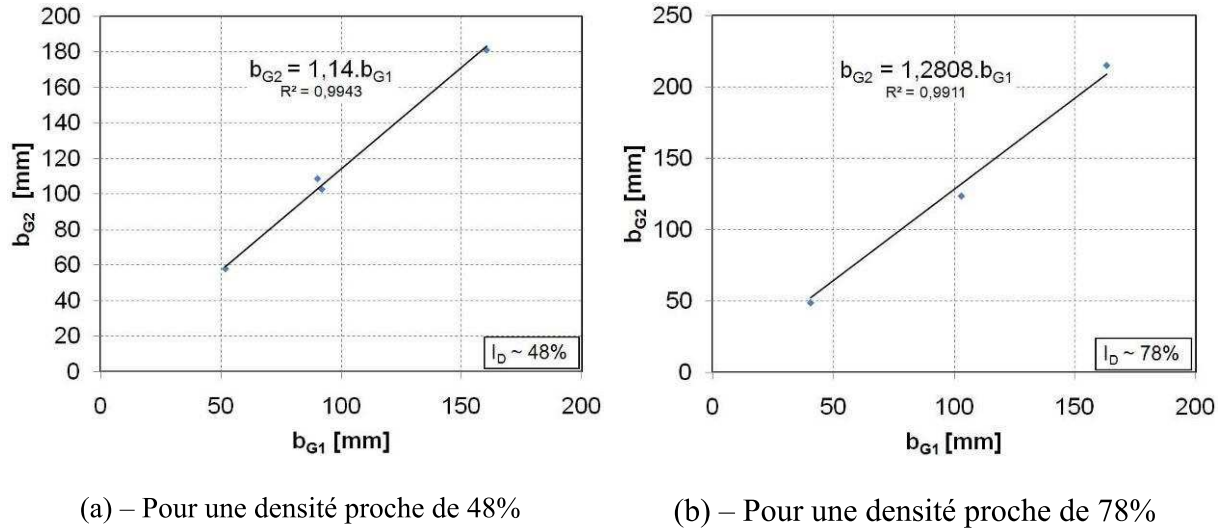 200
180
160
140
120
100
80
60
40
20
0
b_G2 [mm]
b_G2 = 1,14.b_G1
R² = 0,9943
I_D ~ 48%
0 50 100 150 200
b_G1 [mm]
(a) – Pour une densité proche de 48%
250
200
150
100
50
0
b_G2 [mm]
b_G2 = 1,2808.b_G1
R² = 0,9911
I_D ~ 78%
0 50 100 150 200
b_G1 [mm]
(b) – Pour une densité proche de 78%